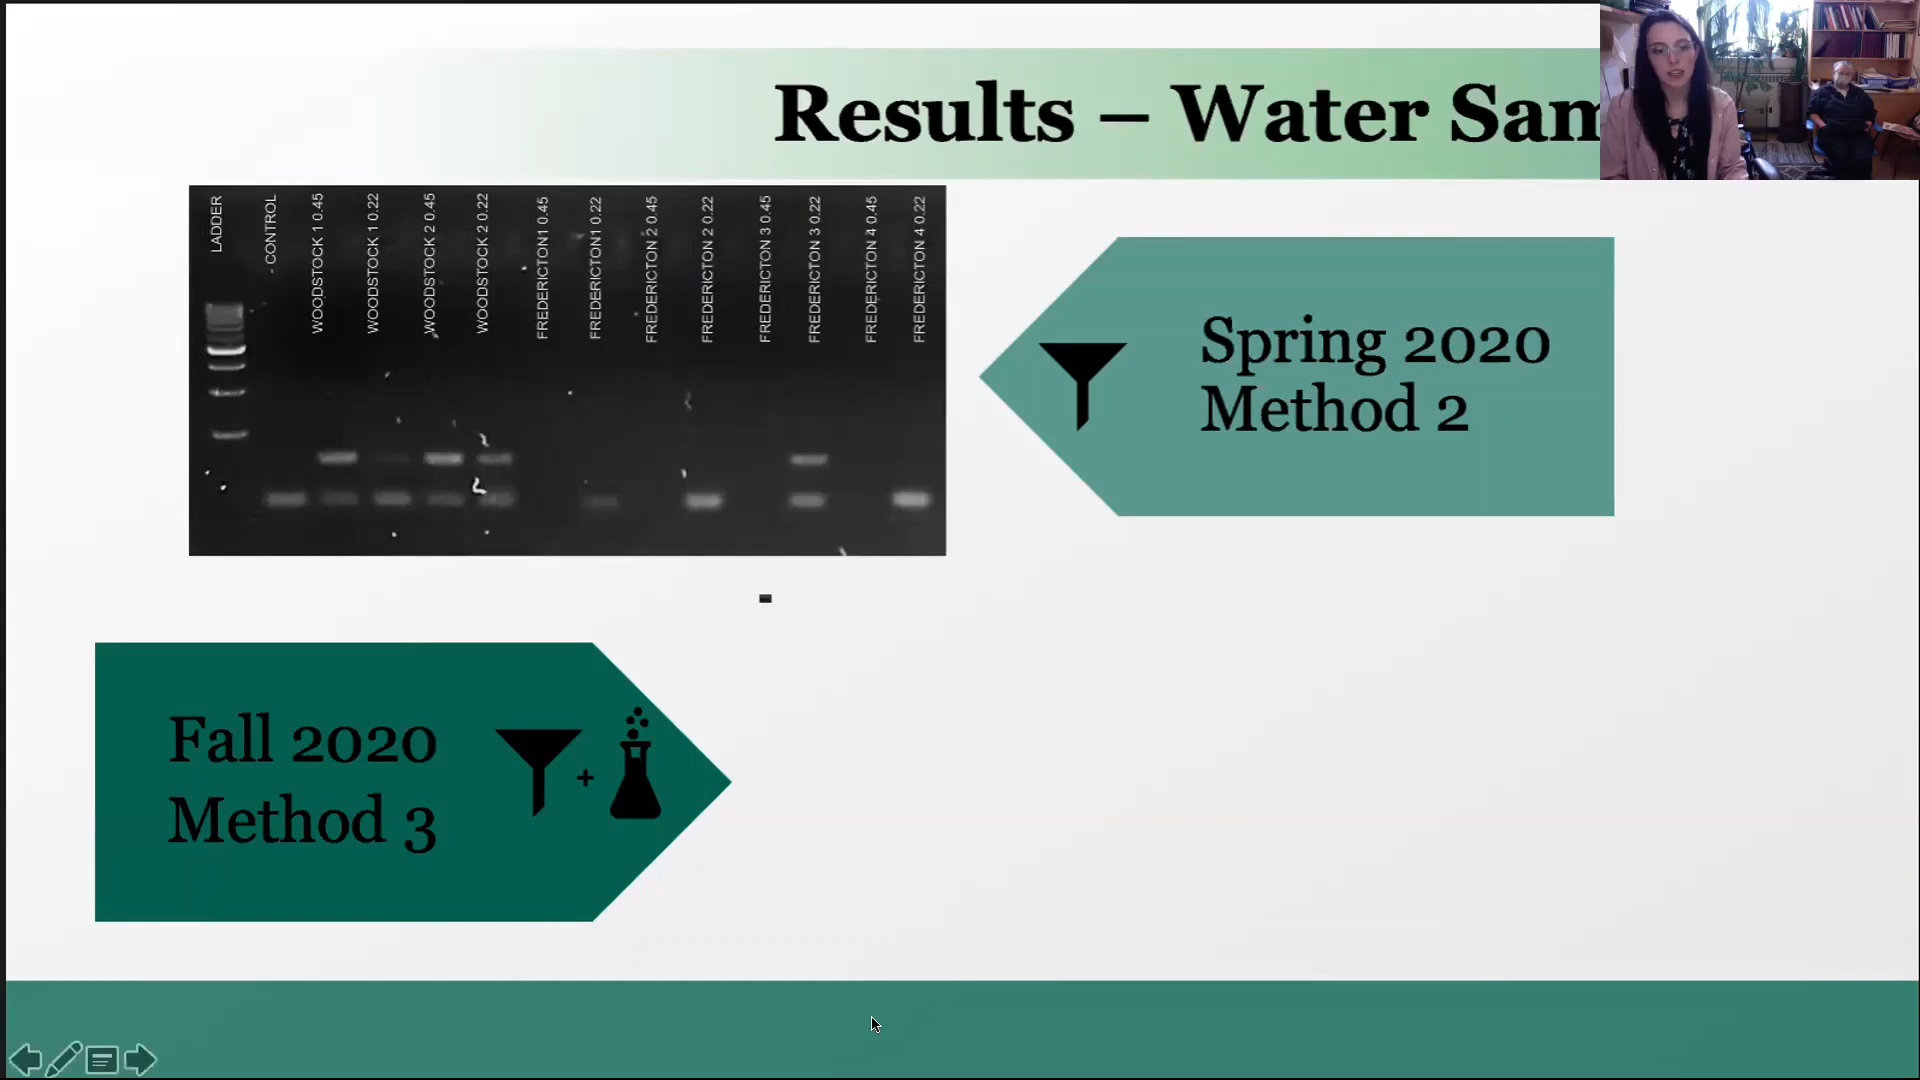 Results – Water Sam
LADDER
- CONTROL
WOODSTOCK 1 0.45
WOODSTOCK 1 0.22
WOODSTOCK 2 0.45
WOODSTOCK 2 0.22
FREDERICTON1 0.45
FREDERICTON1 0.22
FREDERICTON 2 0.45
FREDERICTON 2 0.22
FREDERICTON 3 0.45
FREDERICTON 3 0.22
FREDERICTON 4 0.45
FREDERICTON 4 0.22
Spring 2020
Method 2
Fall 2020
Method 3
+